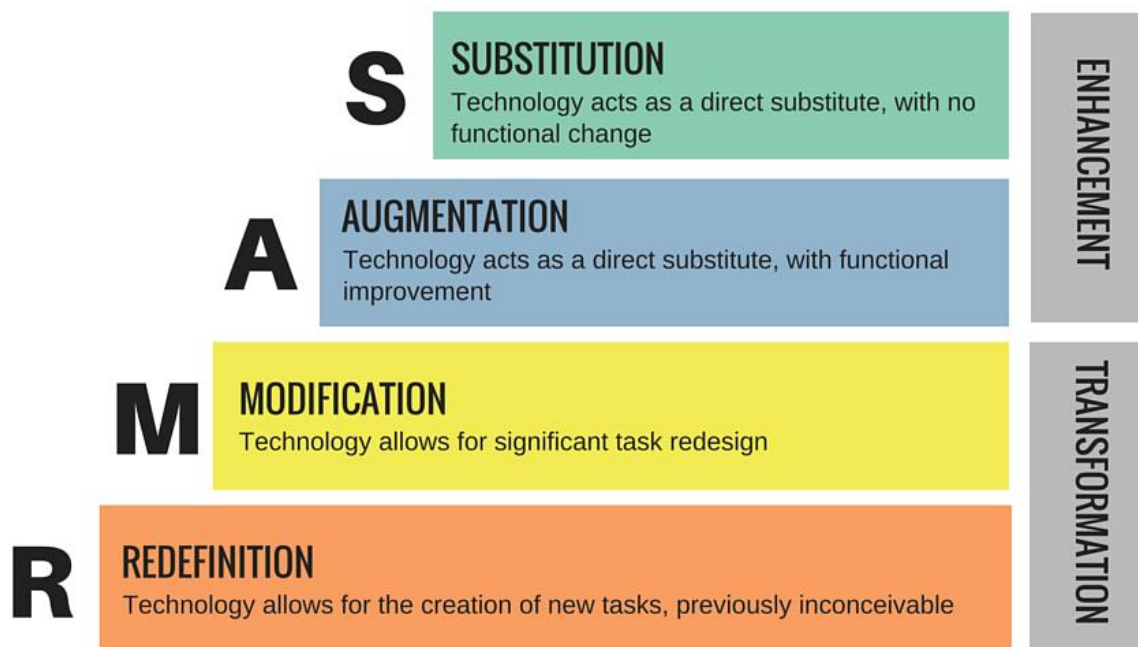 S
SUBSTITUTION
Technology acts as a direct substitute, with no
functional change
ENHANCEMENT
A
AUGMENTATION
Technology acts as a direct substitute, with functional
improvement
M
MODIFICATION
Technology allows for significant task redesign
TRANSFORMATION
R
REDEFINITION
Technology allows for the creation of new tasks, previously inconceivable